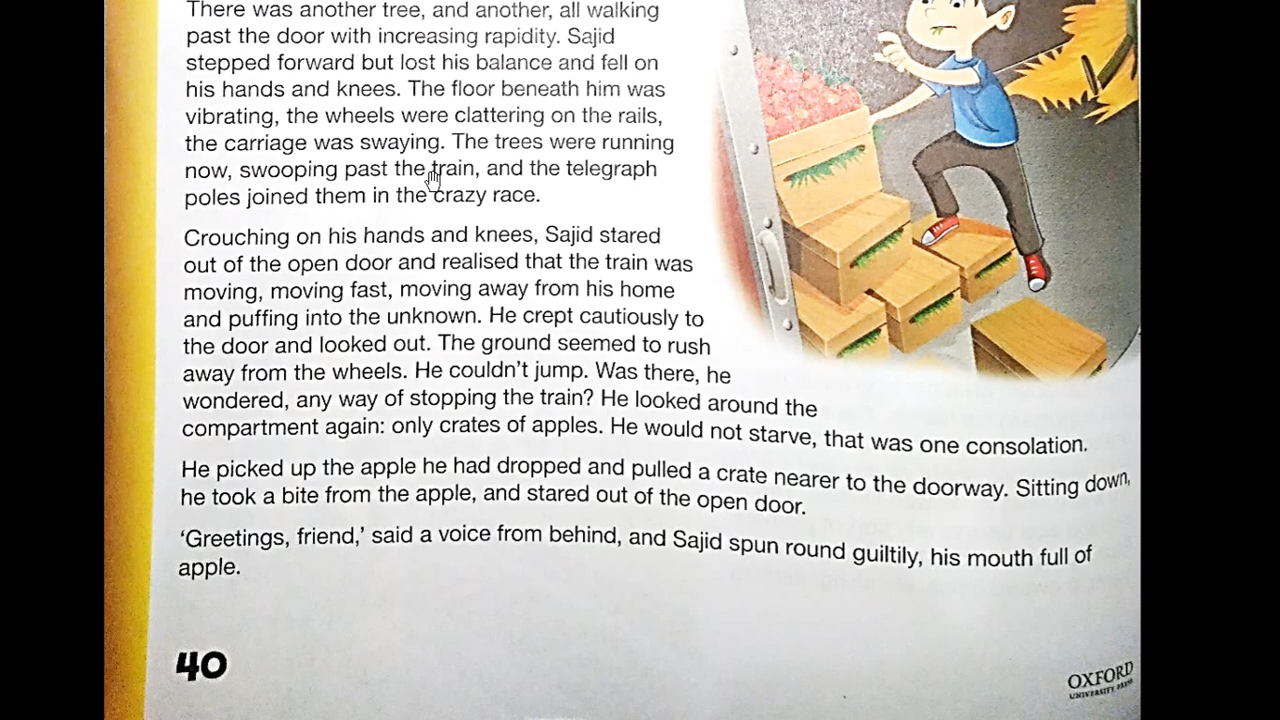 There was another tree, and another, all walking
past the door with increasing rapidity. Sajid
stepped forward but lost his balance and fell on
his hands and knees. The floor beneath him was
vibrating, the wheels were clattering on the rails,
the carriage was swaying. The trees were running
now, swooping past the train, and the telegraph
poles joined them in the crazy race.
Crouching on his hands and knees, Sajid stared
out of the open door and realised that the train was
moving, moving fast, moving away from his home
and puffing into the unknown. He crept cautiously to
the door and looked out. The ground seemed to rush
away from the wheels. He couldn’t jump. Was there, he
wondered, any way of stopping the train? He looked around the
compartment again: only crates of apples. He would not starve, that was one consolation.
He picked up the apple he had dropped and pulled a crate nearer to the doorway. Sitting down,
he took a bite from the apple, and stared out of the open door.
‘Greetings, friend,’ said a voice from behind, and Sajid spun round guiltily, his mouth full of
apple.
40
OXFORD
UNIVERSITY PRESS